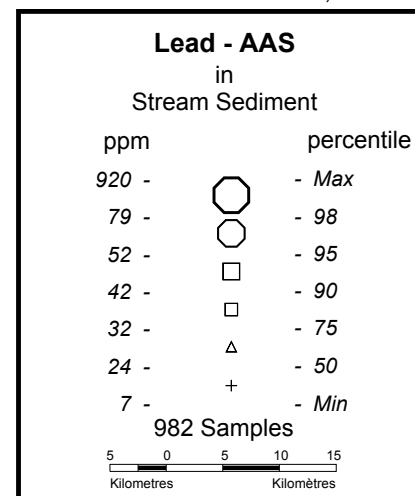 Lead - AAS
in
Stream Sediment
ppm percentile
920 - - Max
79 - - 98
52 - - 95
42 - - 90
32 - - 75
24 - - 50
7 - - Min
982 Samples
5 0 5 10 15
Kilometres Kilomètres